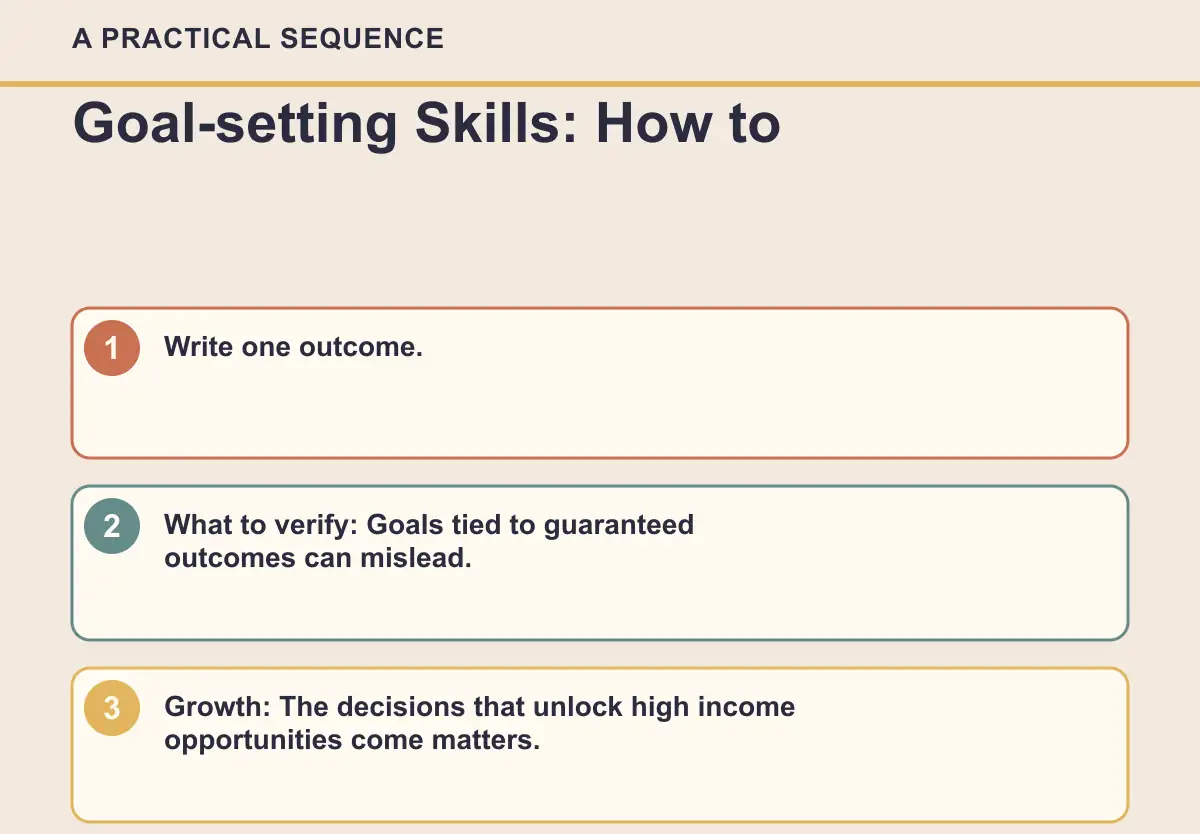 A PRACTICAL SEQUENCE
Goal-setting Skills: How to
1
Write one outcome.
2
What to verify: Goals tied to guaranteed
outcomes can mislead.
3
Growth: The decisions that unlock high income
opportunities come matters.